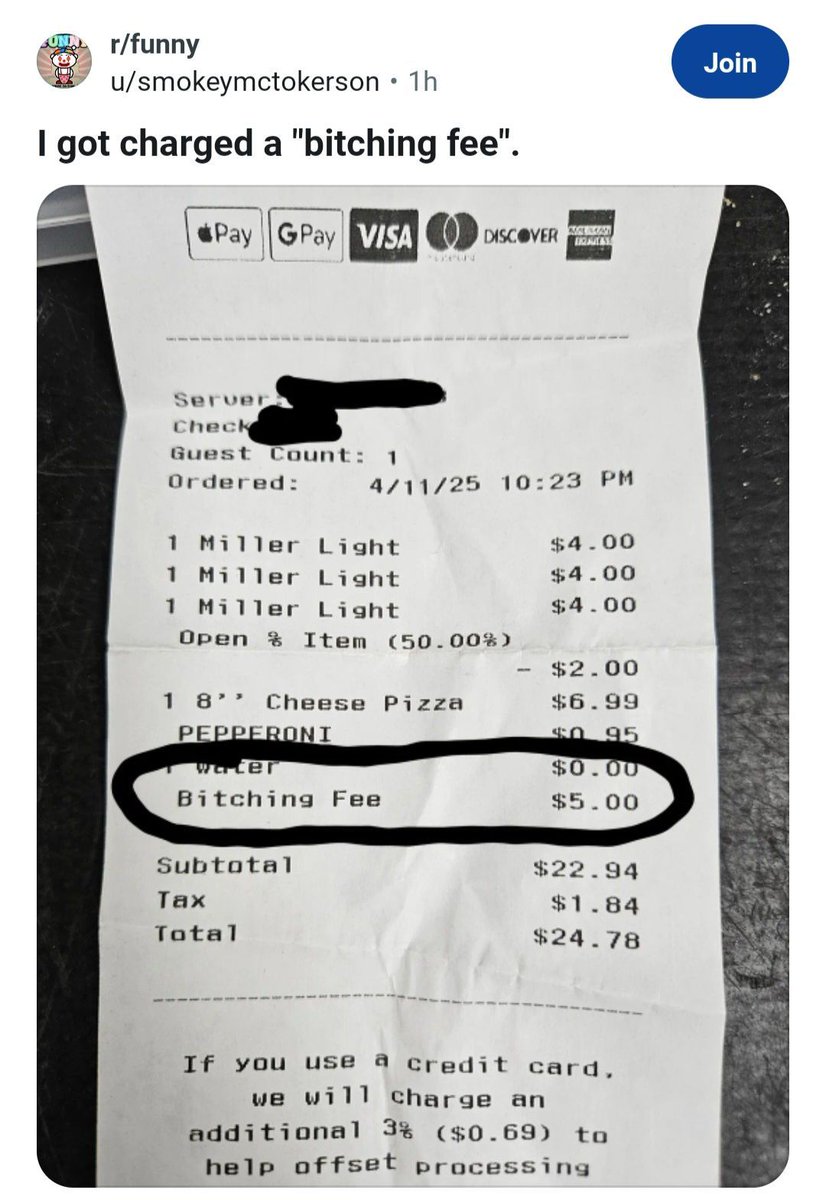 r/funny
u/smokeymctokerson • 1h
Join
I got charged a "bitching fee".
Pay GPay VISA DISCOVER
Server:
Check
Guest Count: 1
Ordered: 4/11/25 10:23 PM
1 Miller Light $4.00
1 Miller Light $4.00
1 Miller Light $4.00
Open % Item (50.00%)
- $2.00
1 8'' Cheese Pizza $6.99
PEPPERONI $0.95
1 water $0.00
Bitching Fee $5.00
Subtotal $22.94
Tax $1.84
Total $24.78
If you use a credit card,
we will charge an
additional 3% ($0.69) to
help offset processing